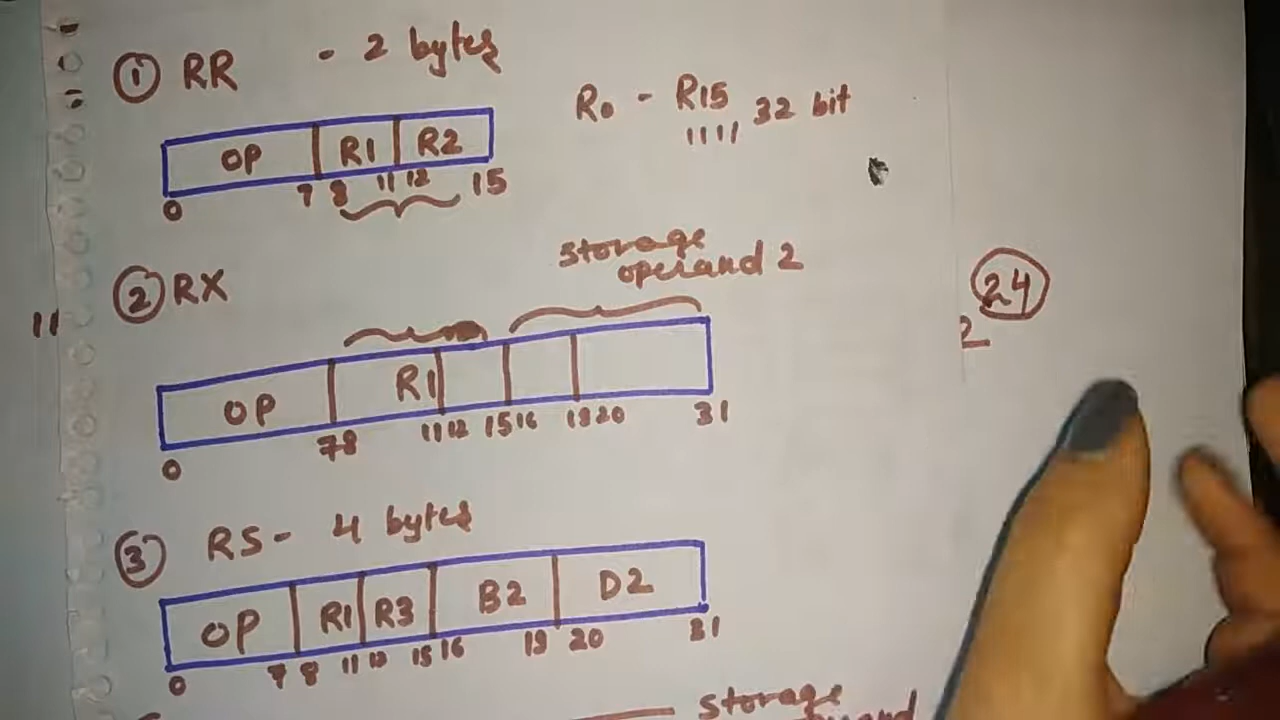 ① RR - 2 bytes
R0 - R15 32 bit
1111
OP R1 R2
0 7 8 11 12 15
② RX
storage
operand 2
24
2
11
OP R1
0 7 8 11 12 15 16 19 20 31
③ RS - 4 bytes
OP R1 R3 B2 D2
0 7 8 11 12 15 16 19 20 31
storage